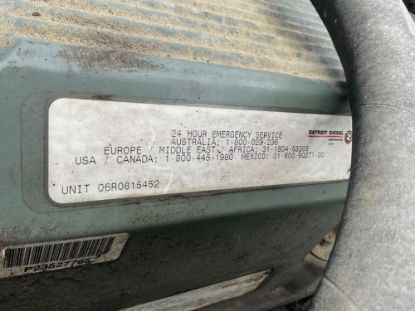 24 HOUR EMERGENCY SERVICE
AUSTRALIA: 1-800-023-236
EUROPE / MIDDLE EAST / AFRICA: 31-1804-63208
USA / CANADA: 1-800-445-1980 MEXICO: 01-800-90271-00
DETROIT DIESEL
UNIT 06R0815452